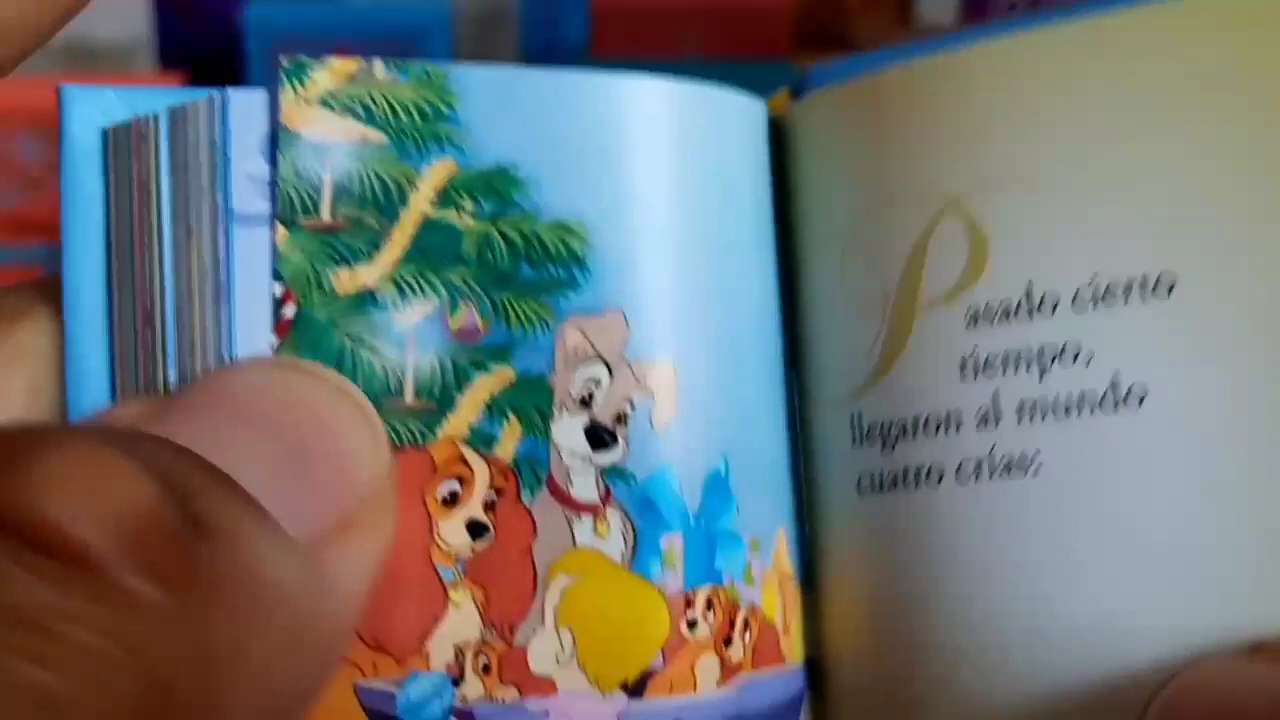 Pasado cierto
tiempo,
llegaron al mundo
cuatro crías;